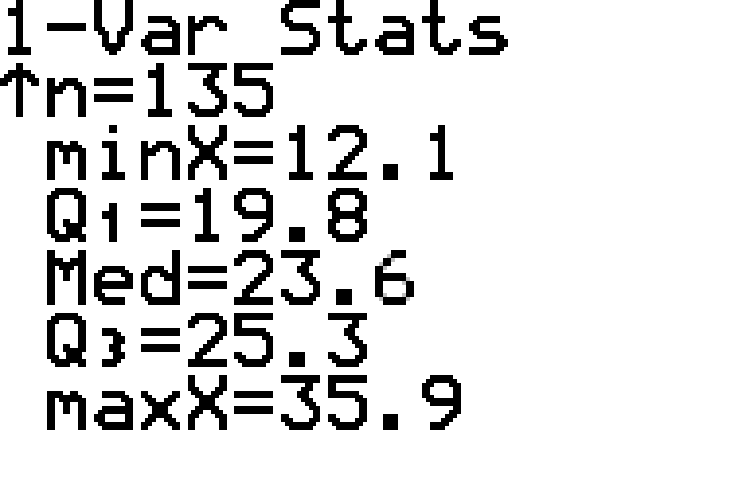 1-Var Stats
↑n=135
minX=12.1
Q₁=19.8
Med=23.6
Q₃=25.3
maxX=35.9